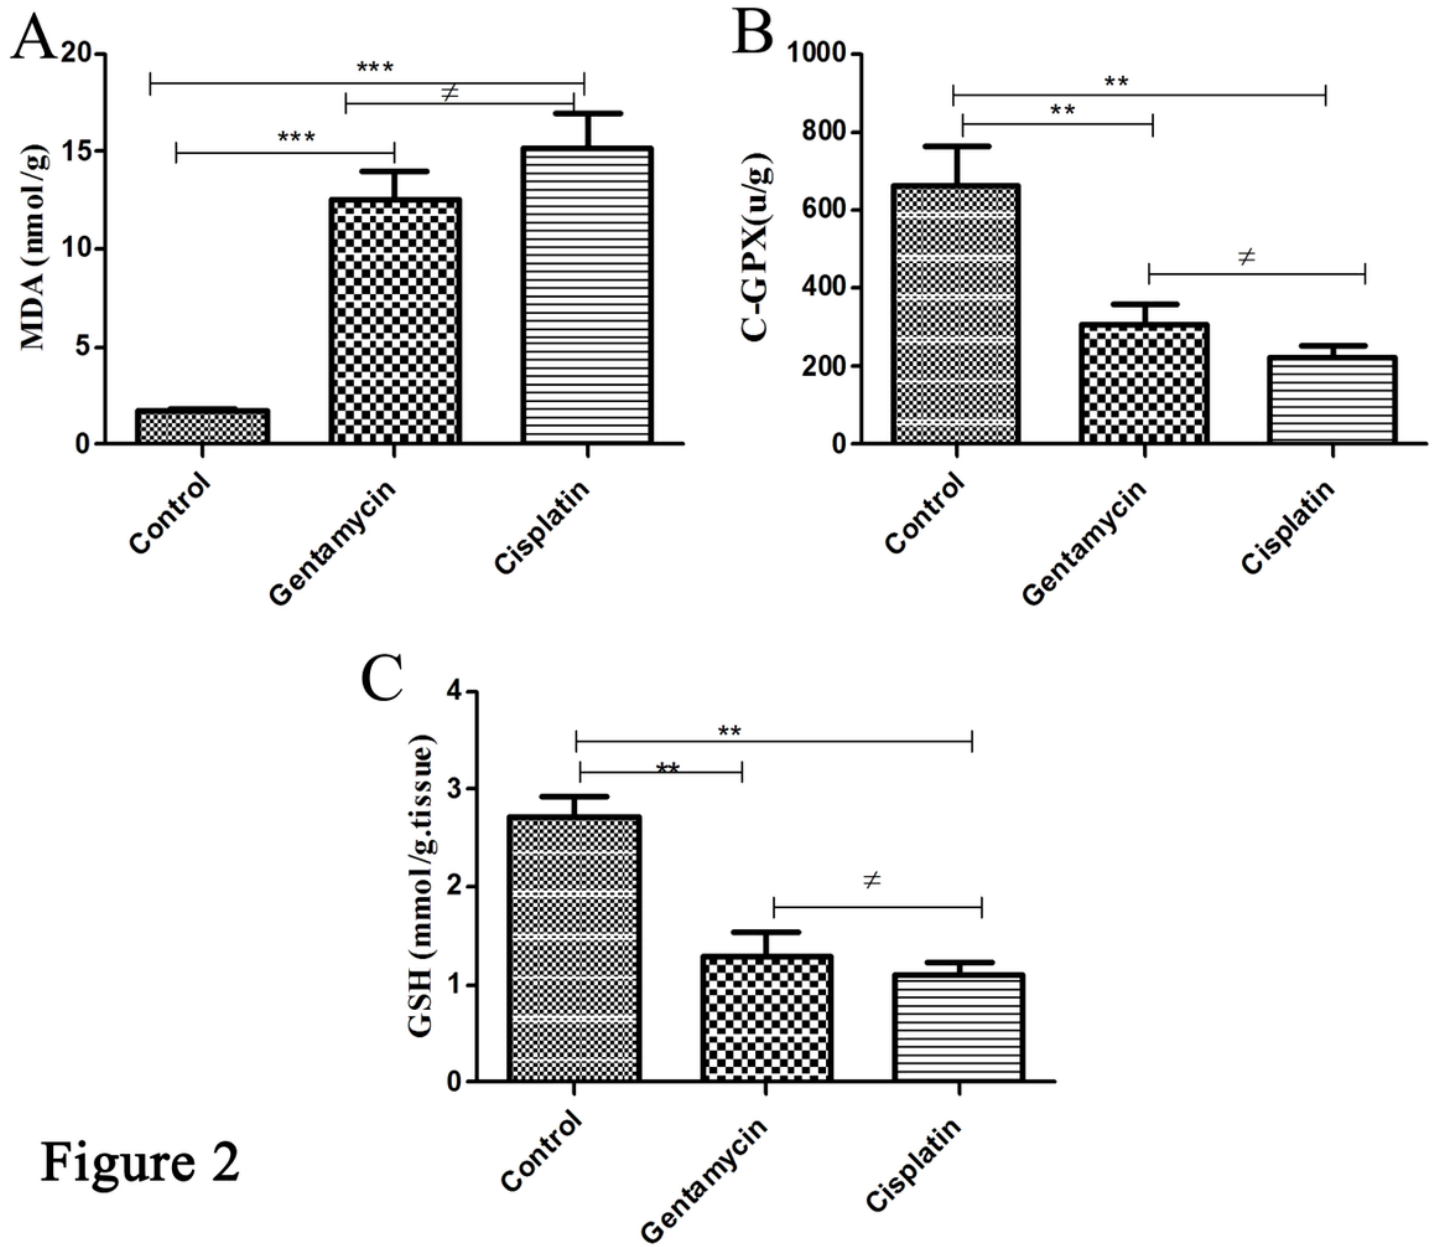 A
MDA (nmol/g)
20
15
10
5
0
***
≠
***
Control
Gentamycin
Cisplatin
B
C-GPX(u/g)
1000
800
600
400
200
0
**
**
≠
Control
Gentamycin
Cisplatin
C
GSH (mmol/g.tissue)
4
3
2
1
0
**
**
≠
Control
Gentamycin
Cisplatin
Figure 2